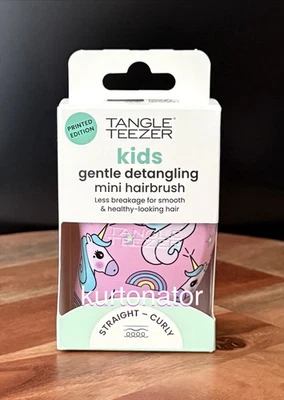 PRINTED
EDITION
TANGLE®
TEEZER
kids
gentle detangling
mini hairbrush
Less breakage for smooth
& healthy-looking hair
TANGLE
TEEZER
kurtonator
STRAIGHT ~ CURLY